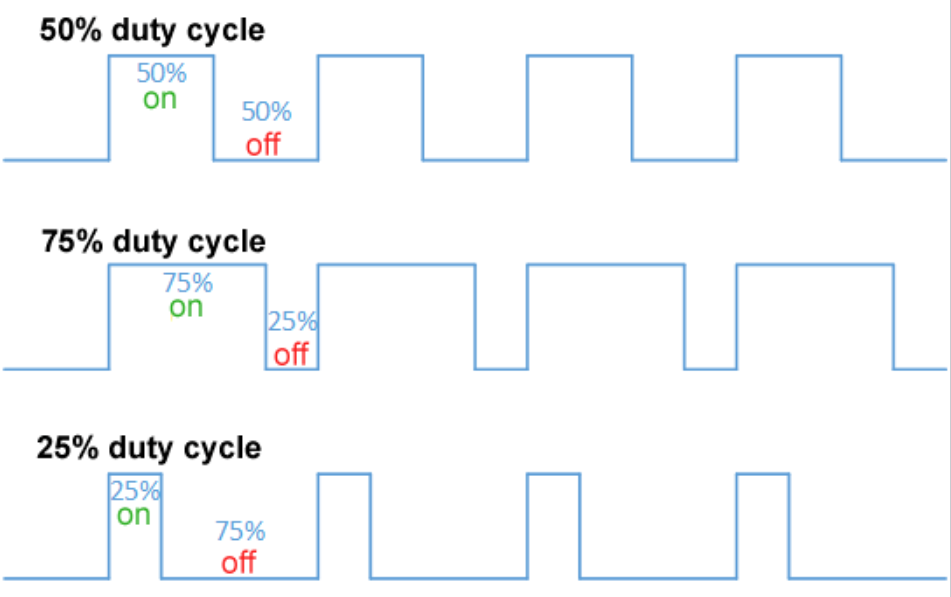 50% duty cycle
50%
on
50%
off
75% duty cycle
75%
on
25%
off
25% duty cycle
25%
on
75%
off